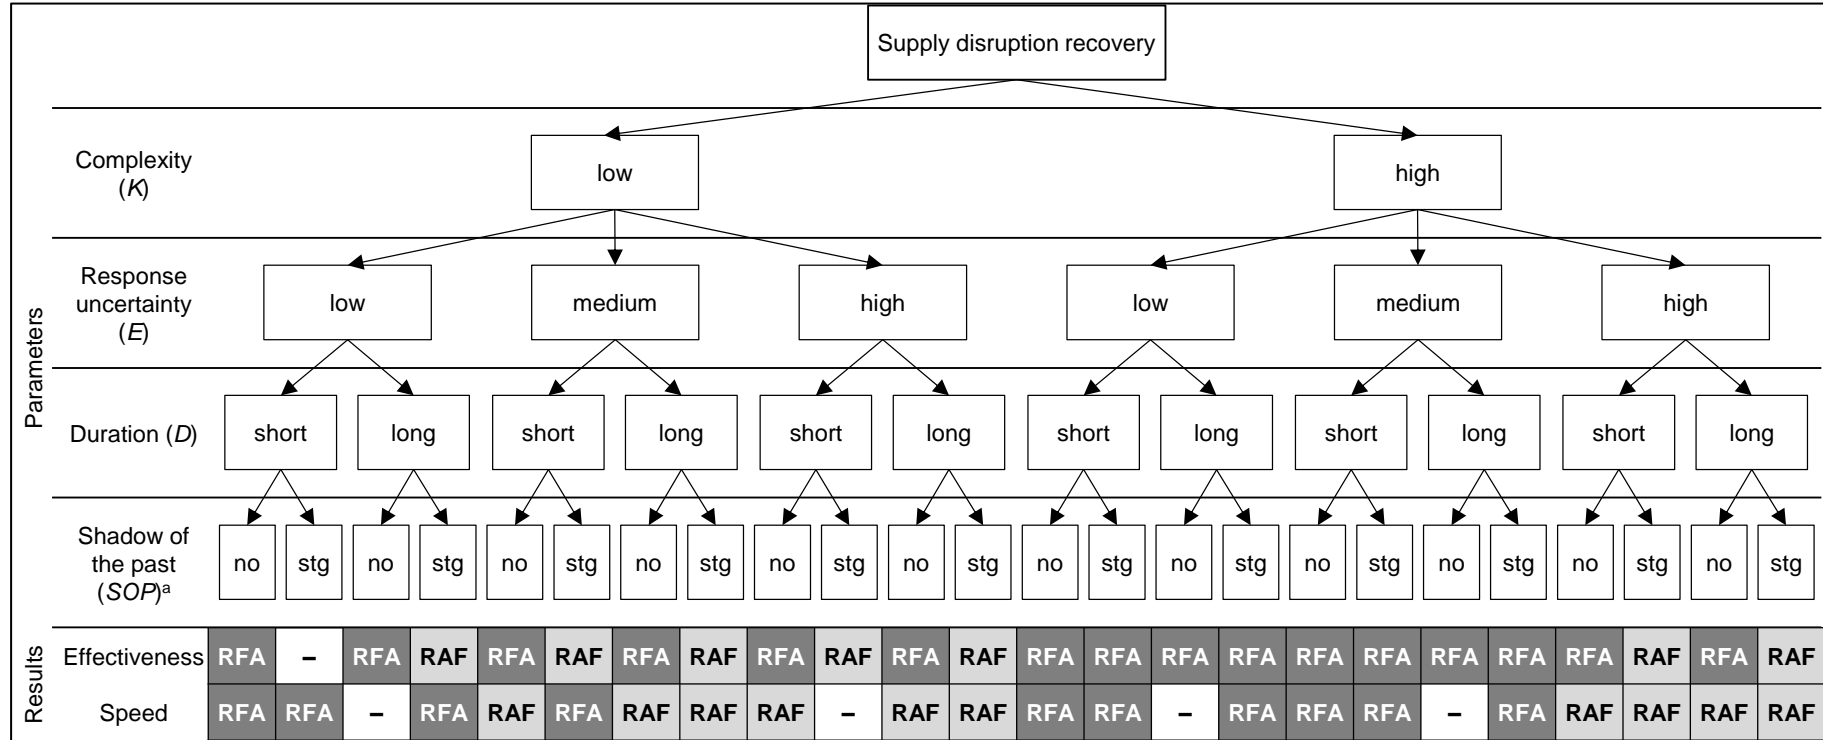 Supply disruption recovery
Parameters
Complexity
(K)
low
high
Response
uncertainty
(E)
low
medium
high
low
medium
high
Duration (D)
short
long
short
long
short
long
short
long
short
long
short
long
Shadow of
the past
(SOP)ᵃ
no
stg
no
stg
no
stg
no
stg
no
stg
no
stg
no
stg
no
stg
no
stg
no
stg
no
stg
no
stg
Results
Effectiveness RFA – RFA RAF RFA RAF RFA RAF RFA RAF RFA RAF RFA RFA RFA RFA RFA RFA RFA RFA RFA RAF RFA RAF
Speed RFA RFA – RFA RAF RFA RAF RAF RAF – RAF RAF RFA RFA – RFA RFA RFA – RFA RAF RAF RAF RAF